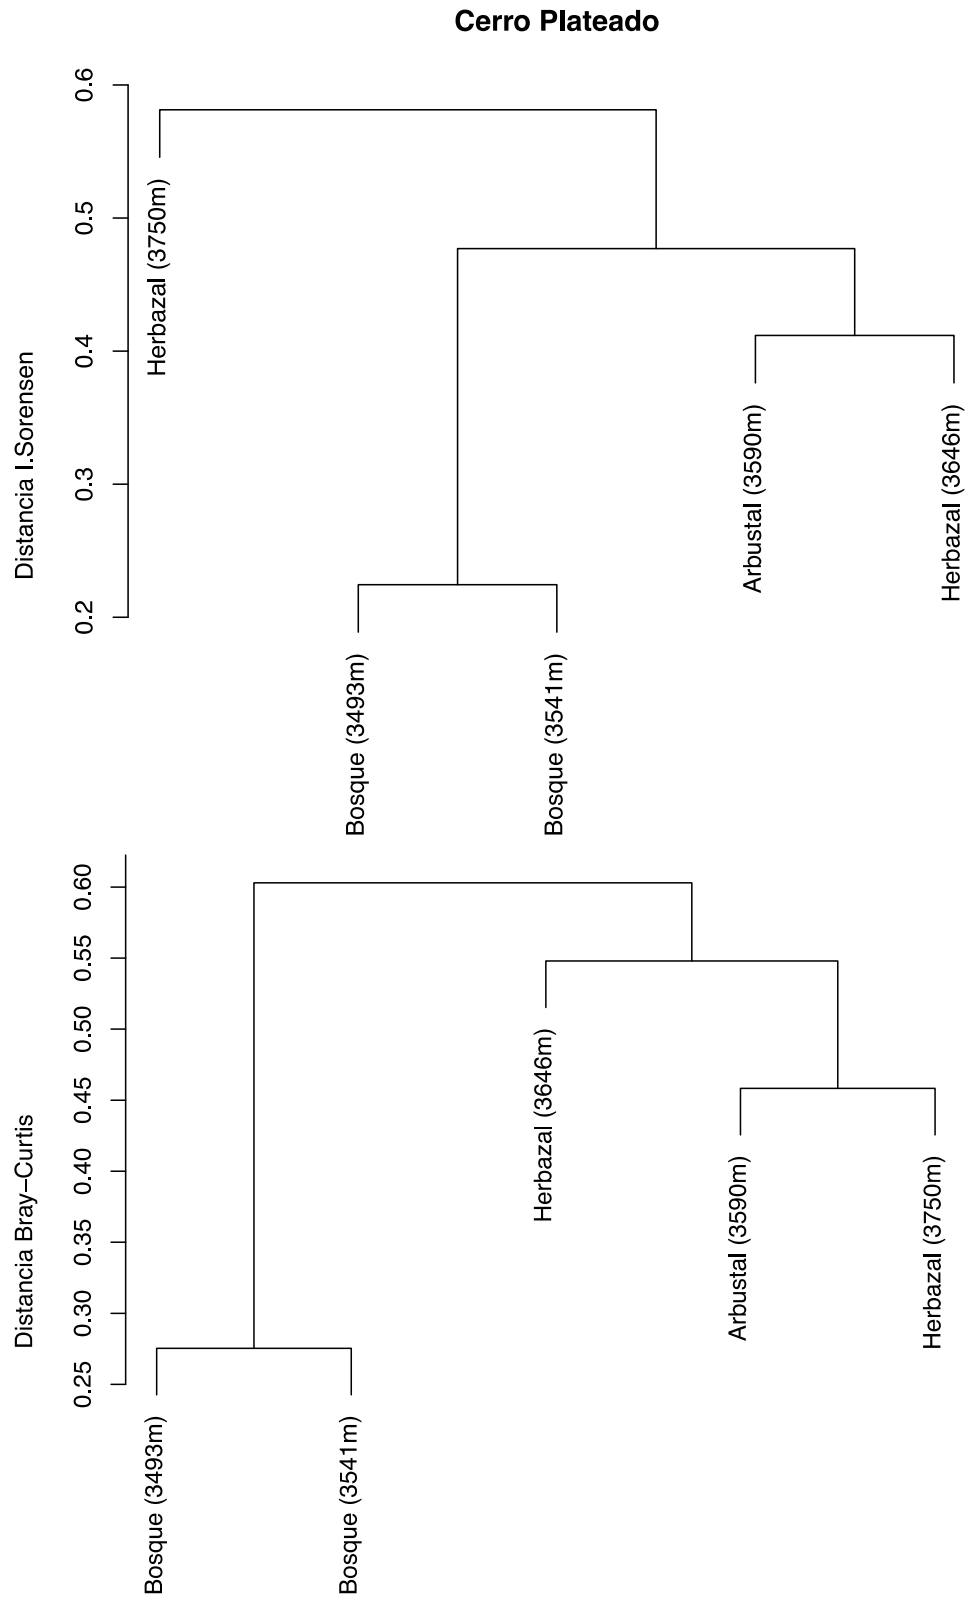 Cerro Plateado
Distancia I.Sorensen
0.6
0.5
0.4
0.3
0.2
Herbazal (3750m)
Bosque (3493m)
Bosque (3541m)
Arbustal (3590m)
Herbazal (3646m)
Distancia Bray−Curtis
0.60
0.55
0.50
0.45
0.40
0.35
0.30
0.25
Bosque (3493m)
Bosque (3541m)
Herbazal (3646m)
Arbustal (3590m)
Herbazal (3750m)